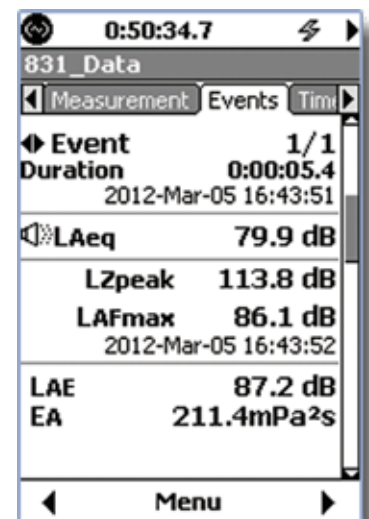 0:50:34.7
831_Data
Measurement Events Time
Event 1/1
Duration 0:00:05.4
2012-Mar-05 16:43:51
LAeq 79.9 dB
LZpeak 113.8 dB
LAFmax 86.1 dB
2012-Mar-05 16:43:52
LAE 87.2 dB
EA 211.4mPa²s
Menu